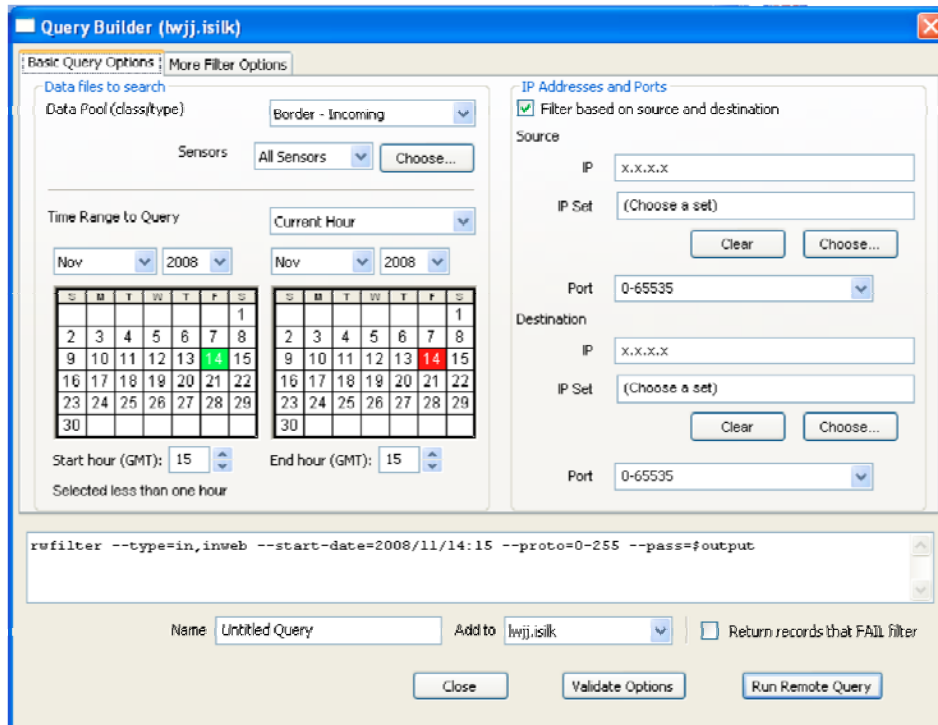 Query Builder (lwjj.isilk)
Basic Query Options More Filter Options
Data files to search
Data Pool (class/type) Border - Incoming
Sensors All Sensors Choose...
Time Range to Query Current Hour
Nov 2008 Nov 2008
S M T W T F S S M T W T F S
1 1
2 3 4 5 6 7 8 2 3 4 5 6 7 8
9 10 11 12 13 14 15 9 10 11 12 13 14 15
16 17 18 19 20 21 22 16 17 18 19 20 21 22
23 24 25 26 27 28 29 23 24 25 26 27 28 29
30 30
Start hour (GMT): 15 End hour (GMT): 15
Selected less than one hour
IP Addresses and Ports
Filter based on source and destination
Source
IP x.x.x.x
IP Set (Choose a set)
Clear Choose...
Port 0-65535
Destination
IP x.x.x.x
IP Set (Choose a set)
Clear Choose...
Port 0-65535
rwfilter --type=in,inweb --start-date=2008/11/14:15 --proto=0-255 --pass=$output
Name Untitled Query Add to lwjj.isilk Return records that FAIL filter
Close Validate Options Run Remote Query